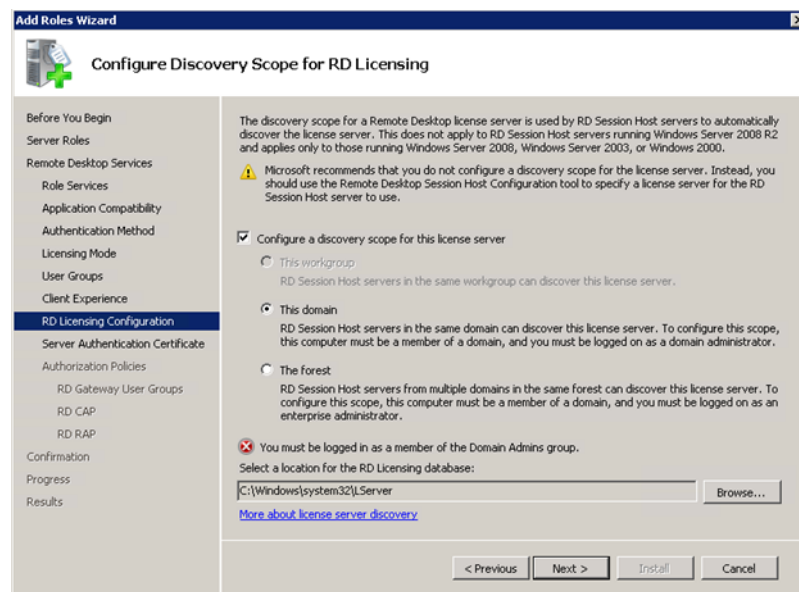 Add Roles Wizard
Configure Discovery Scope for RD Licensing
Before You Begin
Server Roles
Remote Desktop Services
Role Services
Application Compatibility
Authentication Method
Licensing Mode
User Groups
Client Experience
RD Licensing Configuration
Server Authentication Certificate
Authorization Policies
RD Gateway User Groups
RD CAP
RD RAP
Confirmation
Progress
Results
The discovery scope for a Remote Desktop license server is used by RD Session Host servers to automatically
discover the license server. This does not apply to RD Session Host servers running Windows Server 2008 R2
and applies only to those running Windows Server 2008, Windows Server 2003, or Windows 2000.
Microsoft recommends that you do not configure a discovery scope for the license server. Instead, you
should use the Remote Desktop Session Host Configuration tool to specify a license server for the RD
Session Host server to use.
Configure a discovery scope for this license server
This workgroup
RD Session Host servers in the same workgroup can discover this license server.
This domain
RD Session Host servers in the same domain can discover this license server. To configure this scope,
this computer must be a member of a domain, and you must be logged on as a domain administrator.
The forest
RD Session Host servers from multiple domains in the same forest can discover this license server. To
configure this scope, this computer must be a member of a domain, and you must be logged on as an
enterprise administrator.
You must be logged in as a member of the Domain Admins group.
Select a location for the RD Licensing database:
C:\Windows\system32\LServer
Browse...
More about license server discovery
< Previous
Next >
Install
Cancel